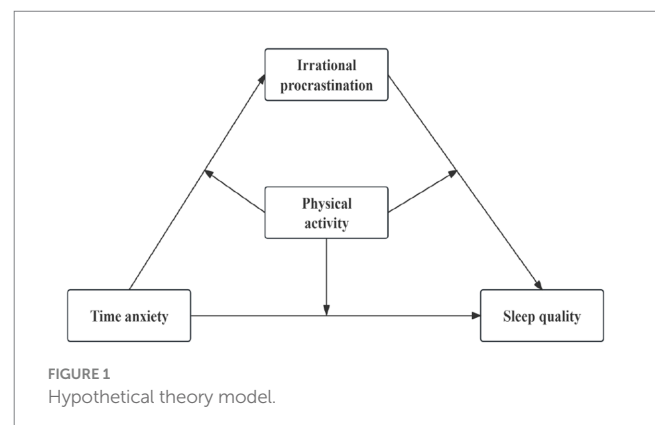 Irrational
procrastination
Physical
activity
Time anxiety
Sleep quality
FIGURE 1
Hypothetical theory model.